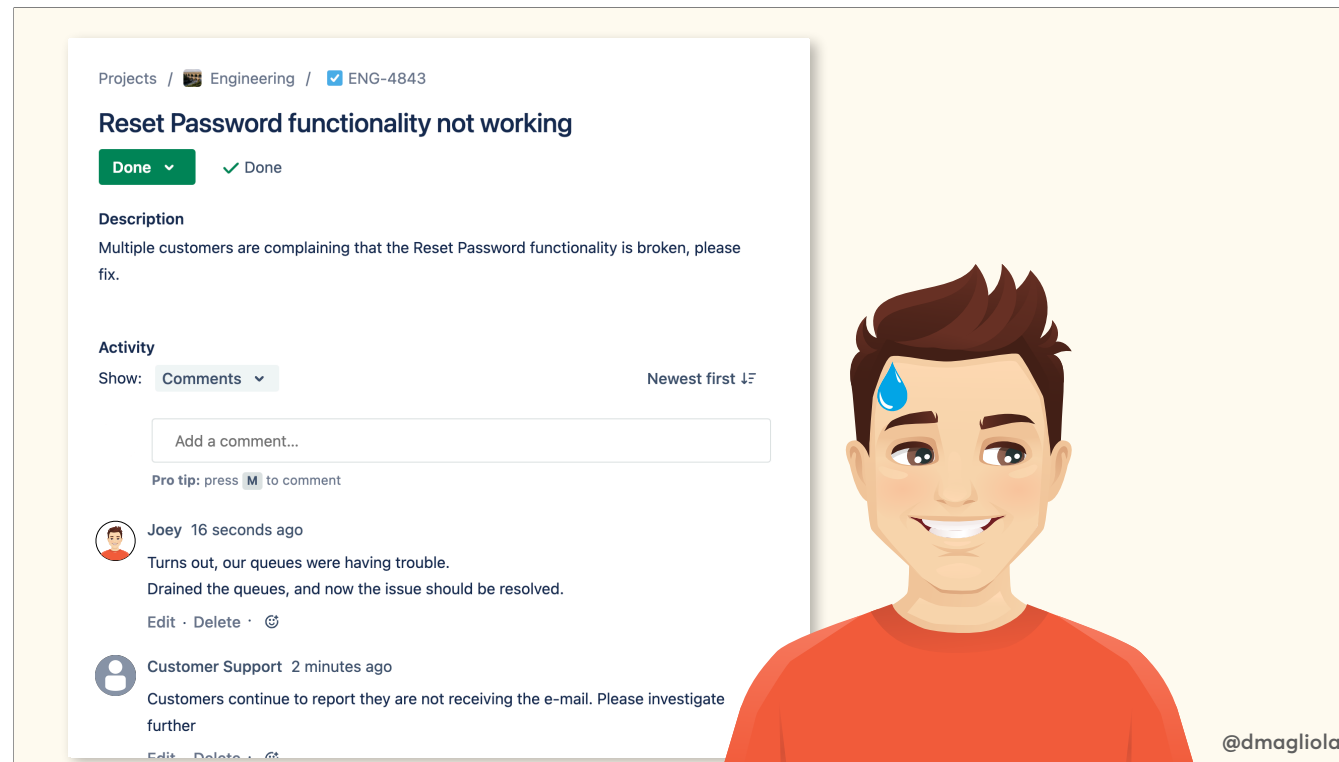 Projects / Engineering / ENG-4843
Reset Password functionality not working
Done Done
Description
Multiple customers are complaining that the Reset Password functionality is broken, please
fix.
Activity
Show: Comments Newest first
Add a comment...
Pro tip: press M to comment
Joey 16 seconds ago
Turns out, our queues were having trouble.
Drained the queues, and now the issue should be resolved.
Edit · Delete ·
Customer Support 2 minutes ago
Customers continue to report they are not receiving the e-mail. Please investigate
further
Edit · Delete ·
@dmagliola